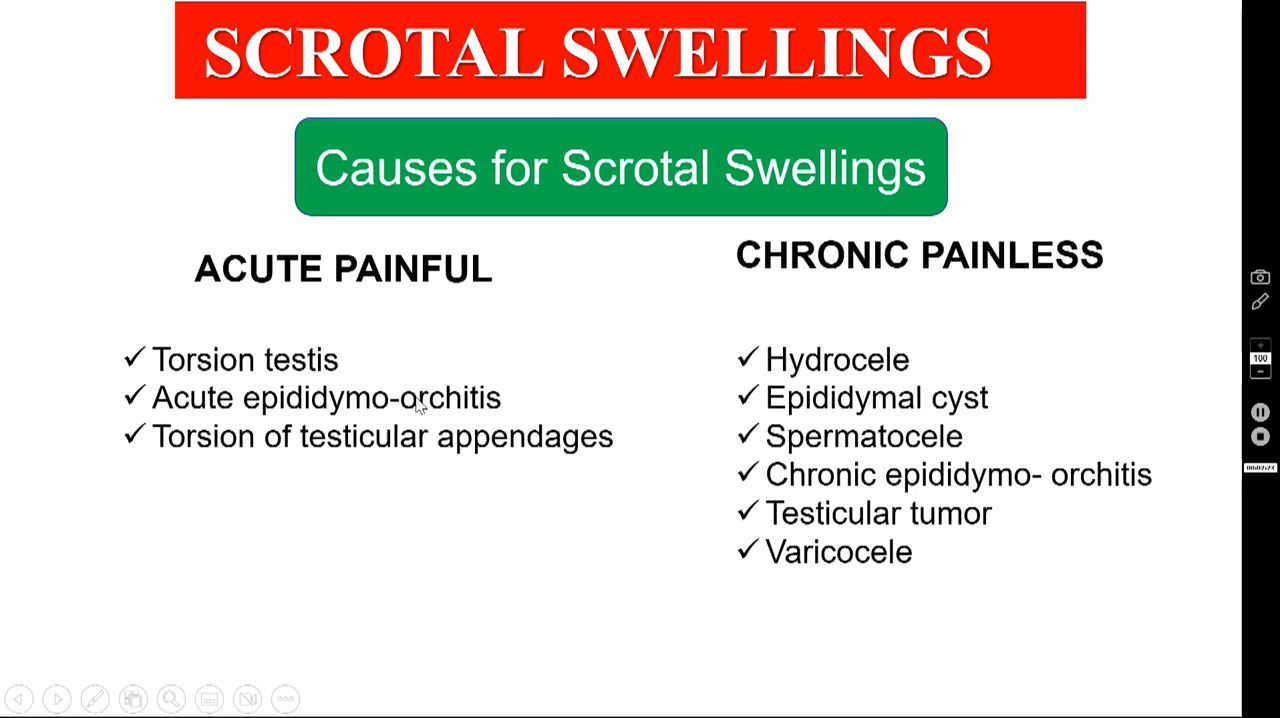 SCROTAL SWELLINGS
Causes for Scrotal Swellings
ACUTE PAINFUL
✓ Torsion testis
✓ Acute epididymo-orchitis
✓ Torsion of testicular appendages
CHRONIC PAINLESS
✓ Hydrocele
✓ Epididymal cyst
✓ Spermatocele
✓ Chronic epididymo- orchitis
✓ Testicular tumor
✓ Varicocele
100